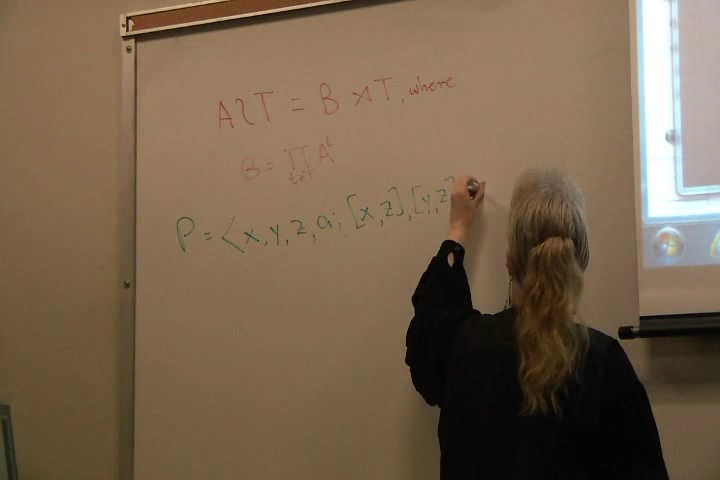 A≀T = B ⋊ T, where
B = ∏ A^t
t∈T
P = <x, y, z, a; [x, z], [y, z]